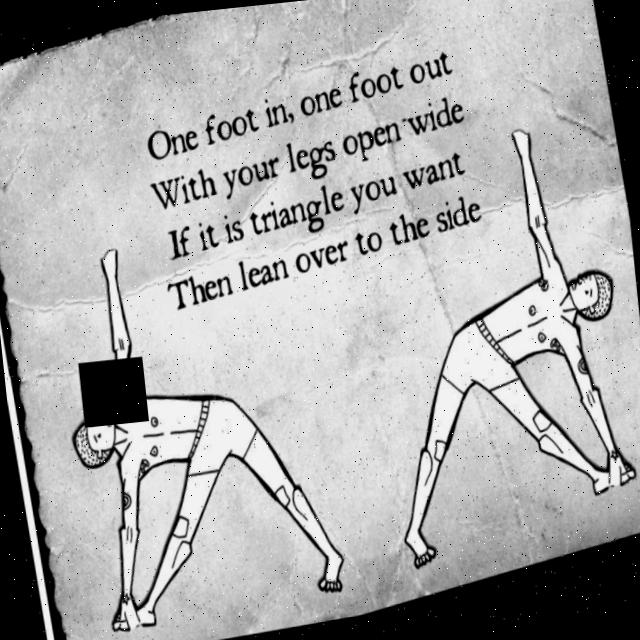 One foot in, one foot out
With your legs open wide
If it is triangle you want
Then lean over to the side